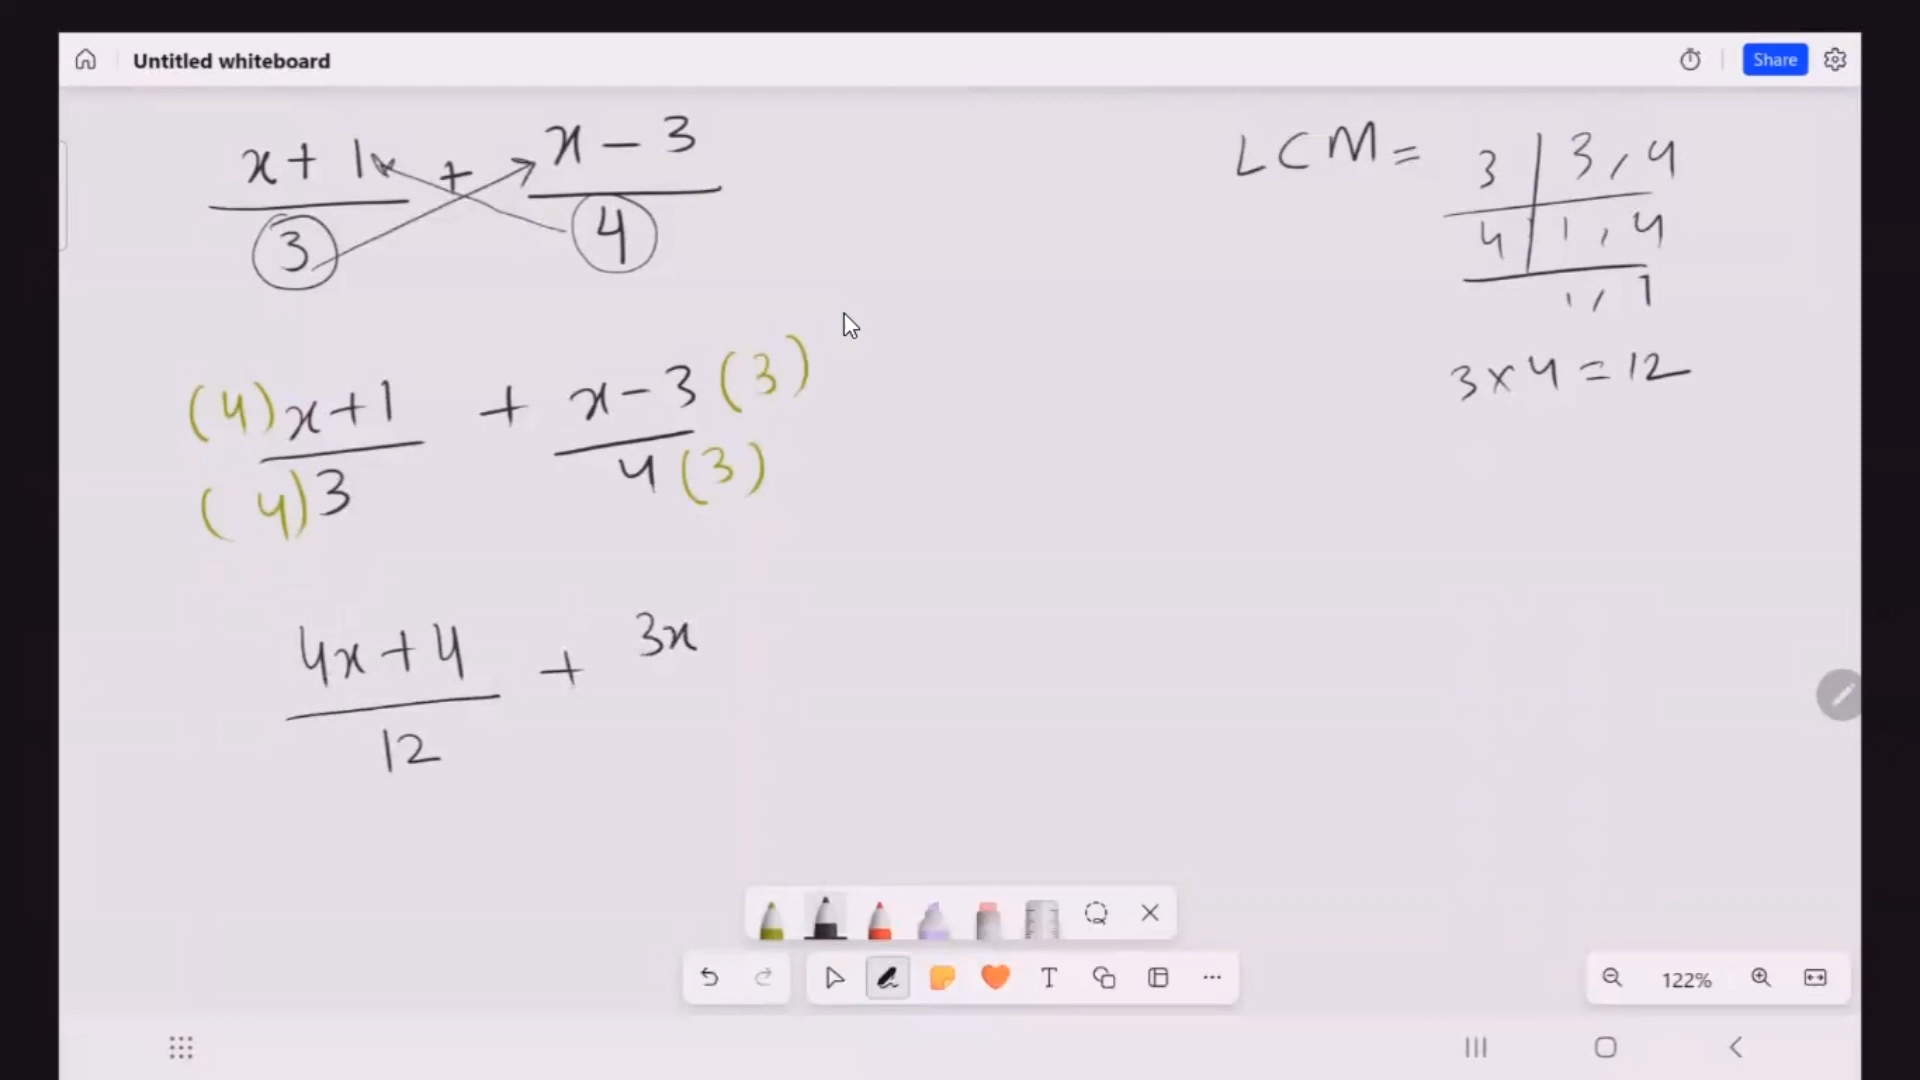 Untitled whiteboard
Share
x + 1 + x - 3
3 4
LCM = 3 | 3, 4
4 | 1, 4
1, 1
3 x 4 = 12
(4) x + 1 + x - 3 (3)
(4) 3 4 (3)
4x + 4 + 3x
12
T
122%